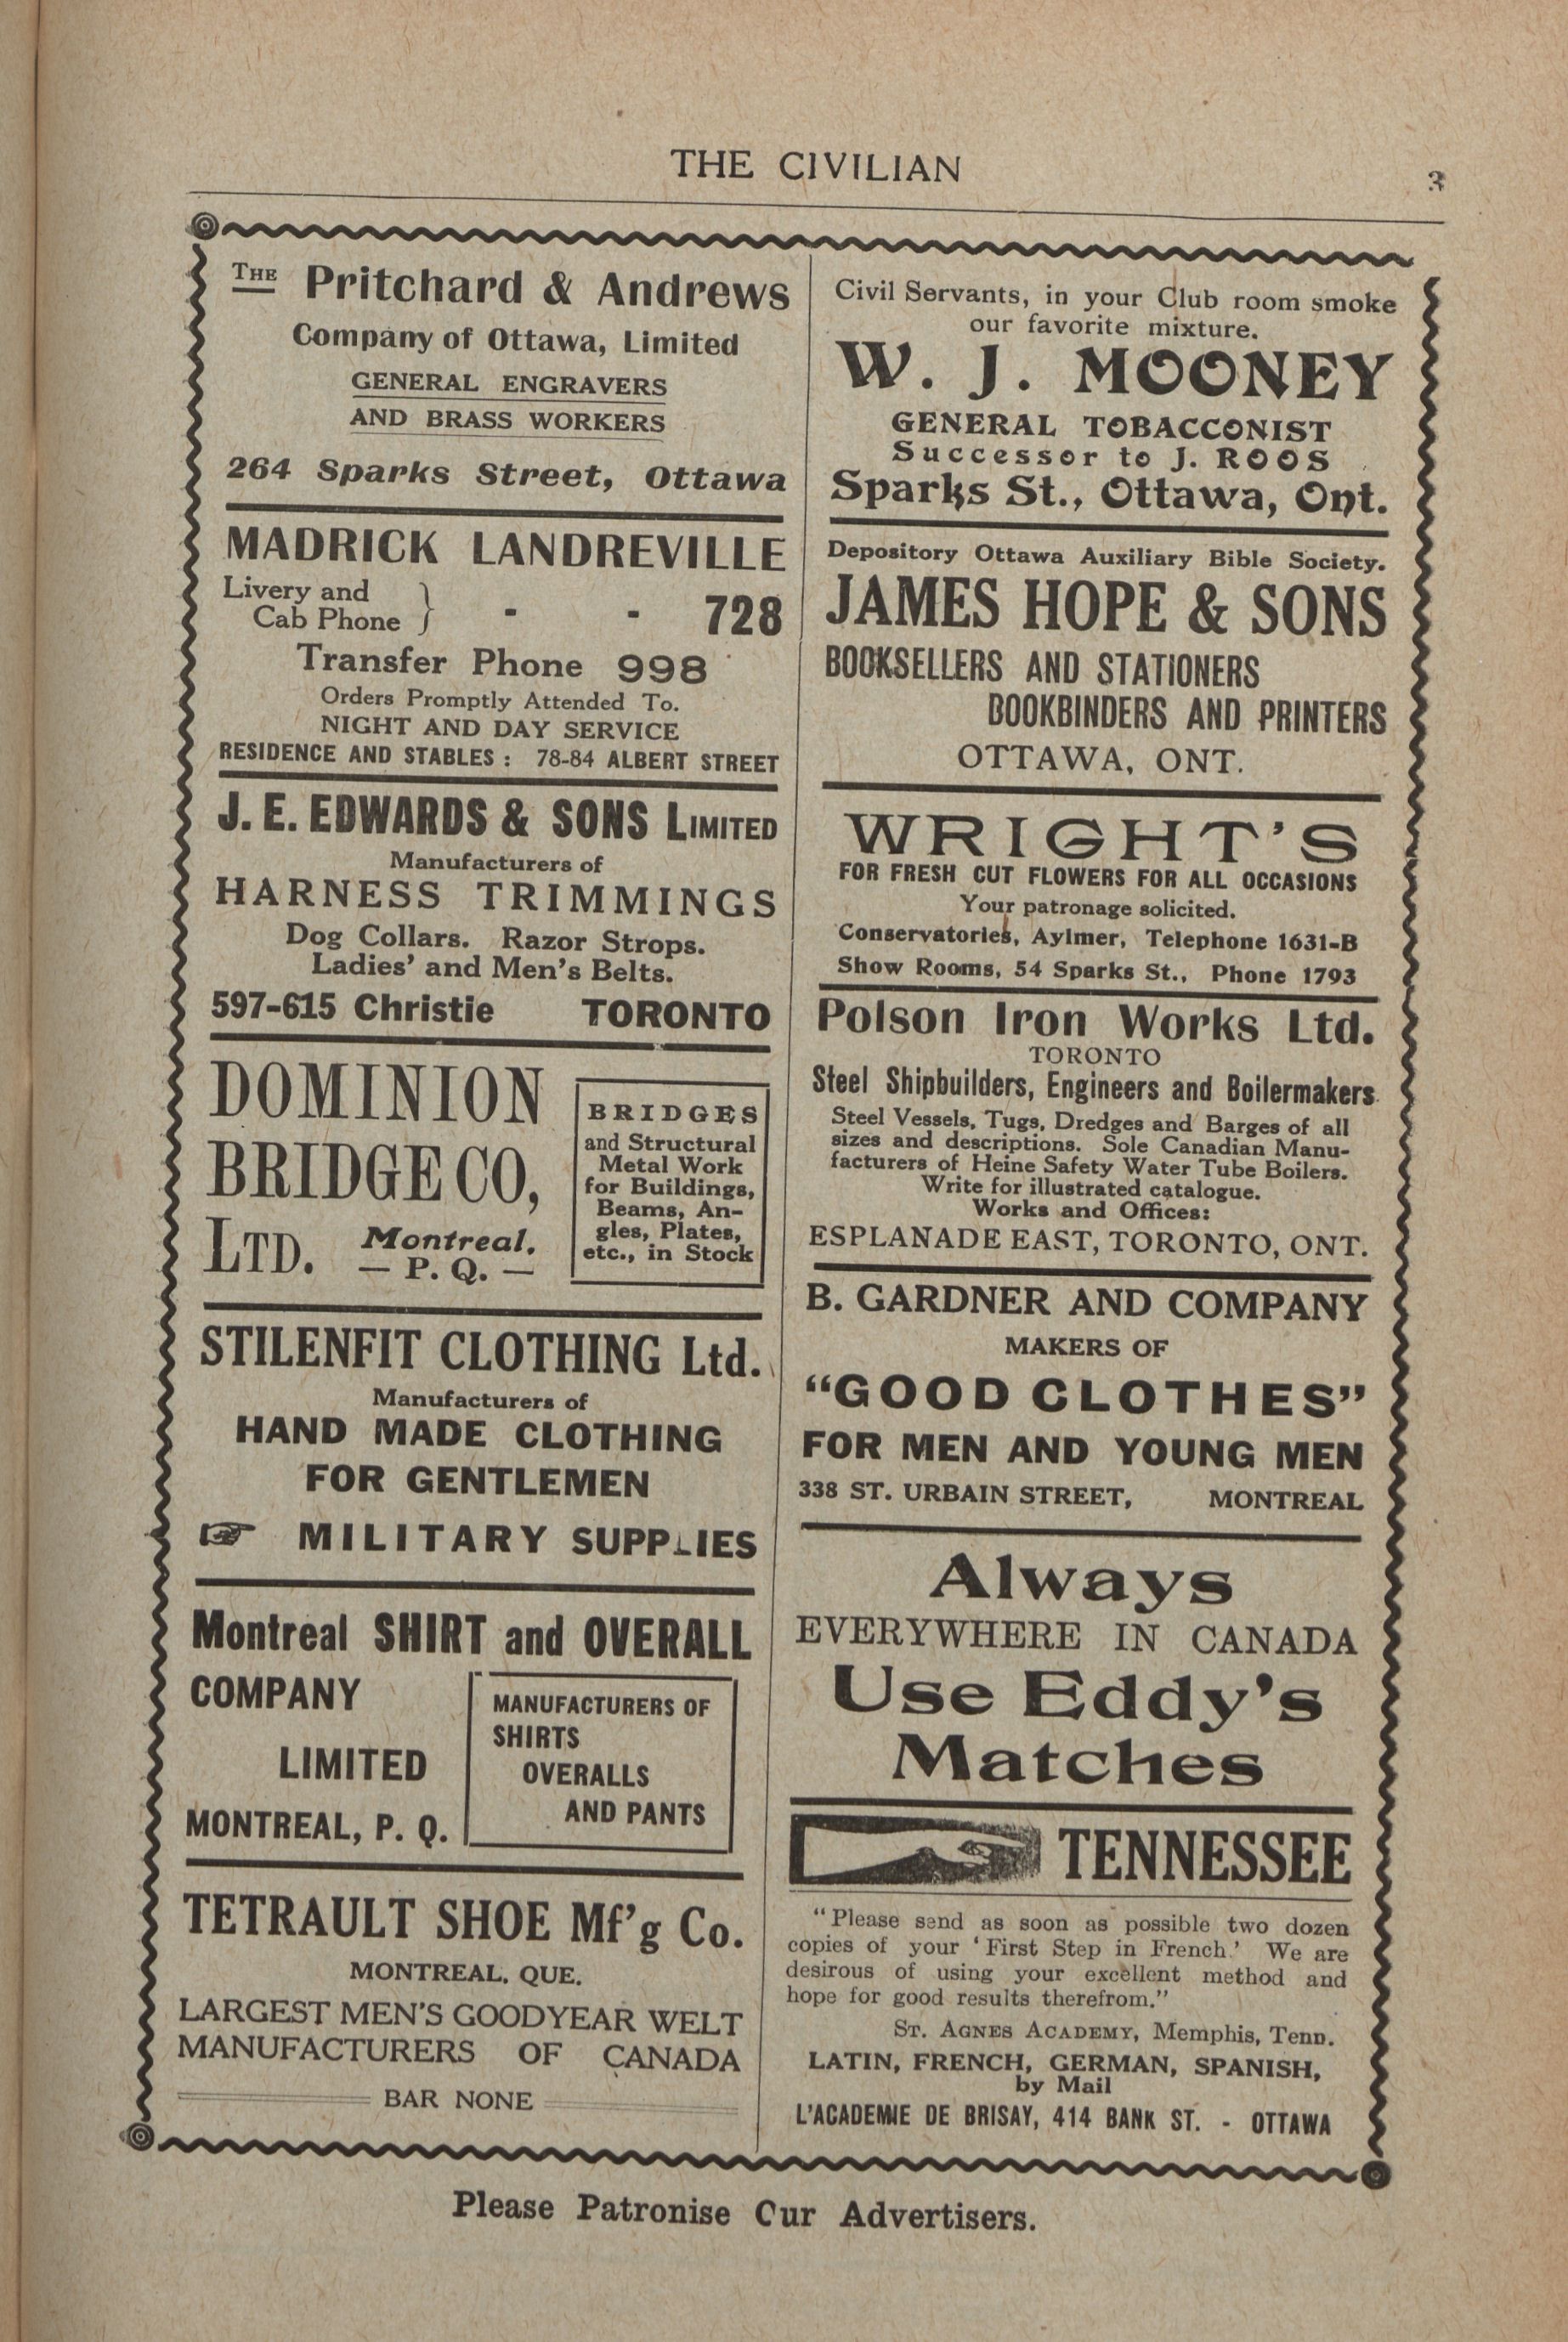 THE CIVILIAN
3
THE Pritchard & Andrews
Company of Ottawa, Limited
GENERAL ENGRAVERS
AND BRASS WORKERS
264 Sparks Street, Ottawa
MADRICK LANDREVILLE
Livery and
Cab Phone } - - 728
Transfer Phone 998
Orders Promptly Attended To.
NIGHT AND DAY SERVICE
RESIDENCE AND STABLES : 78-84 ALBERT STREET
J. E. EDWARDS & SONS LIMITED
Manufacturers of
HARNESS TRIMMINGS
Dog Collars. Razor Strops.
Ladies' and Men's Belts.
597-615 Christie TORONTO
DOMINION
BRIDGE CO,
LTD. Montreal.
— P. Q. —
BRIDGES
and Structural
Metal Work
for Buildings,
Beams, An-
gles, Plates,
etc., in Stock
STILENFIT CLOTHING Ltd.
Manufacturers of
HAND MADE CLOTHING
FOR GENTLEMEN
☞ MILITARY SUPPLIES
Montreal SHIRT and OVERALL
COMPANY
LIMITED
MONTREAL, P. Q.
MANUFACTURERS OF
SHIRTS
OVERALLS
AND PANTS
TETRAULT SHOE Mf'g Co.
MONTREAL. QUE.
LARGEST MEN'S GOODYEAR WELT
MANUFACTURERS OF CANADA
BAR NONE
Civil Servants, in your Club room smoke
our favorite mixture.
W. J. MOONEY
GENERAL TOBACCONIST
Successor to J. ROOS
Sparks St., Ottawa, Ont.
Depository Ottawa Auxiliary Bible Society.
JAMES HOPE & SONS
BOOKSELLERS AND STATIONERS
BOOKBINDERS AND PRINTERS
OTTAWA, ONT.
WRIGHT'S
FOR FRESH CUT FLOWERS FOR ALL OCCASIONS
Your patronage solicited.
Conservatories, Aylmer, Telephone 1631-B
Show Rooms, 54 Sparks St., Phone 1793
Polson Iron Works Ltd.
TORONTO
Steel Shipbuilders, Engineers and Boilermakers
Steel Vessels, Tugs, Dredges and Barges of all
sizes and descriptions. Sole Canadian Manu-
facturers of Heine Safety Water Tube Boilers.
Write for illustrated catalogue.
Works and Offices:
ESPLANADE EAST, TORONTO, ONT.
B. GARDNER AND COMPANY
MAKERS OF
"GOOD CLOTHES"
FOR MEN AND YOUNG MEN
338 ST. URBAIN STREET, MONTREAL
Always
EVERYWHERE IN CANADA
Use Eddy's
Matches
TENNESSEE
"Please send as soon as possible two dozen
copies of your 'First Step in French.' We are
desirous of using your excellent method and
hope for good results therefrom."
ST. AGNES ACADEMY, Memphis, Tenn.
LATIN, FRENCH, GERMAN, SPANISH,
by Mail
L'ACADEMIE DE BRISAY, 414 BANK ST. - OTTAWA
Please Patronise Our Advertisers.